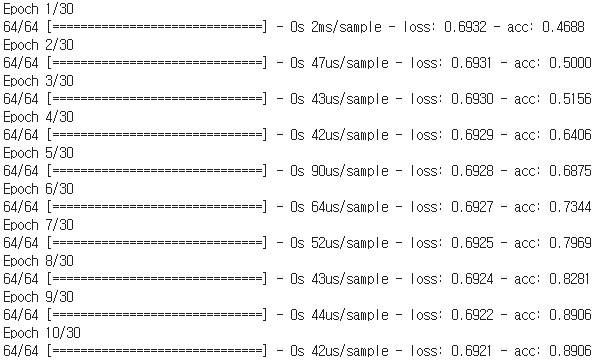 Epoch 1/30
64/64 [==============================] - 0s 2ms/sample - loss: 0.6932 - acc: 0.4688
Epoch 2/30
64/64 [==============================] - 0s 47us/sample - loss: 0.6931 - acc: 0.5000
Epoch 3/30
64/64 [==============================] - 0s 43us/sample - loss: 0.6930 - acc: 0.5156
Epoch 4/30
64/64 [==============================] - 0s 42us/sample - loss: 0.6929 - acc: 0.6406
Epoch 5/30
64/64 [==============================] - 0s 90us/sample - loss: 0.6928 - acc: 0.6875
Epoch 6/30
64/64 [==============================] - 0s 64us/sample - loss: 0.6927 - acc: 0.7344
Epoch 7/30
64/64 [==============================] - 0s 52us/sample - loss: 0.6925 - acc: 0.7969
Epoch 8/30
64/64 [==============================] - 0s 43us/sample - loss: 0.6924 - acc: 0.8281
Epoch 9/30
64/64 [==============================] - 0s 44us/sample - loss: 0.6922 - acc: 0.8906
Epoch 10/30
64/64 [==============================] - 0s 42us/sample - loss: 0.6921 - acc: 0.8906